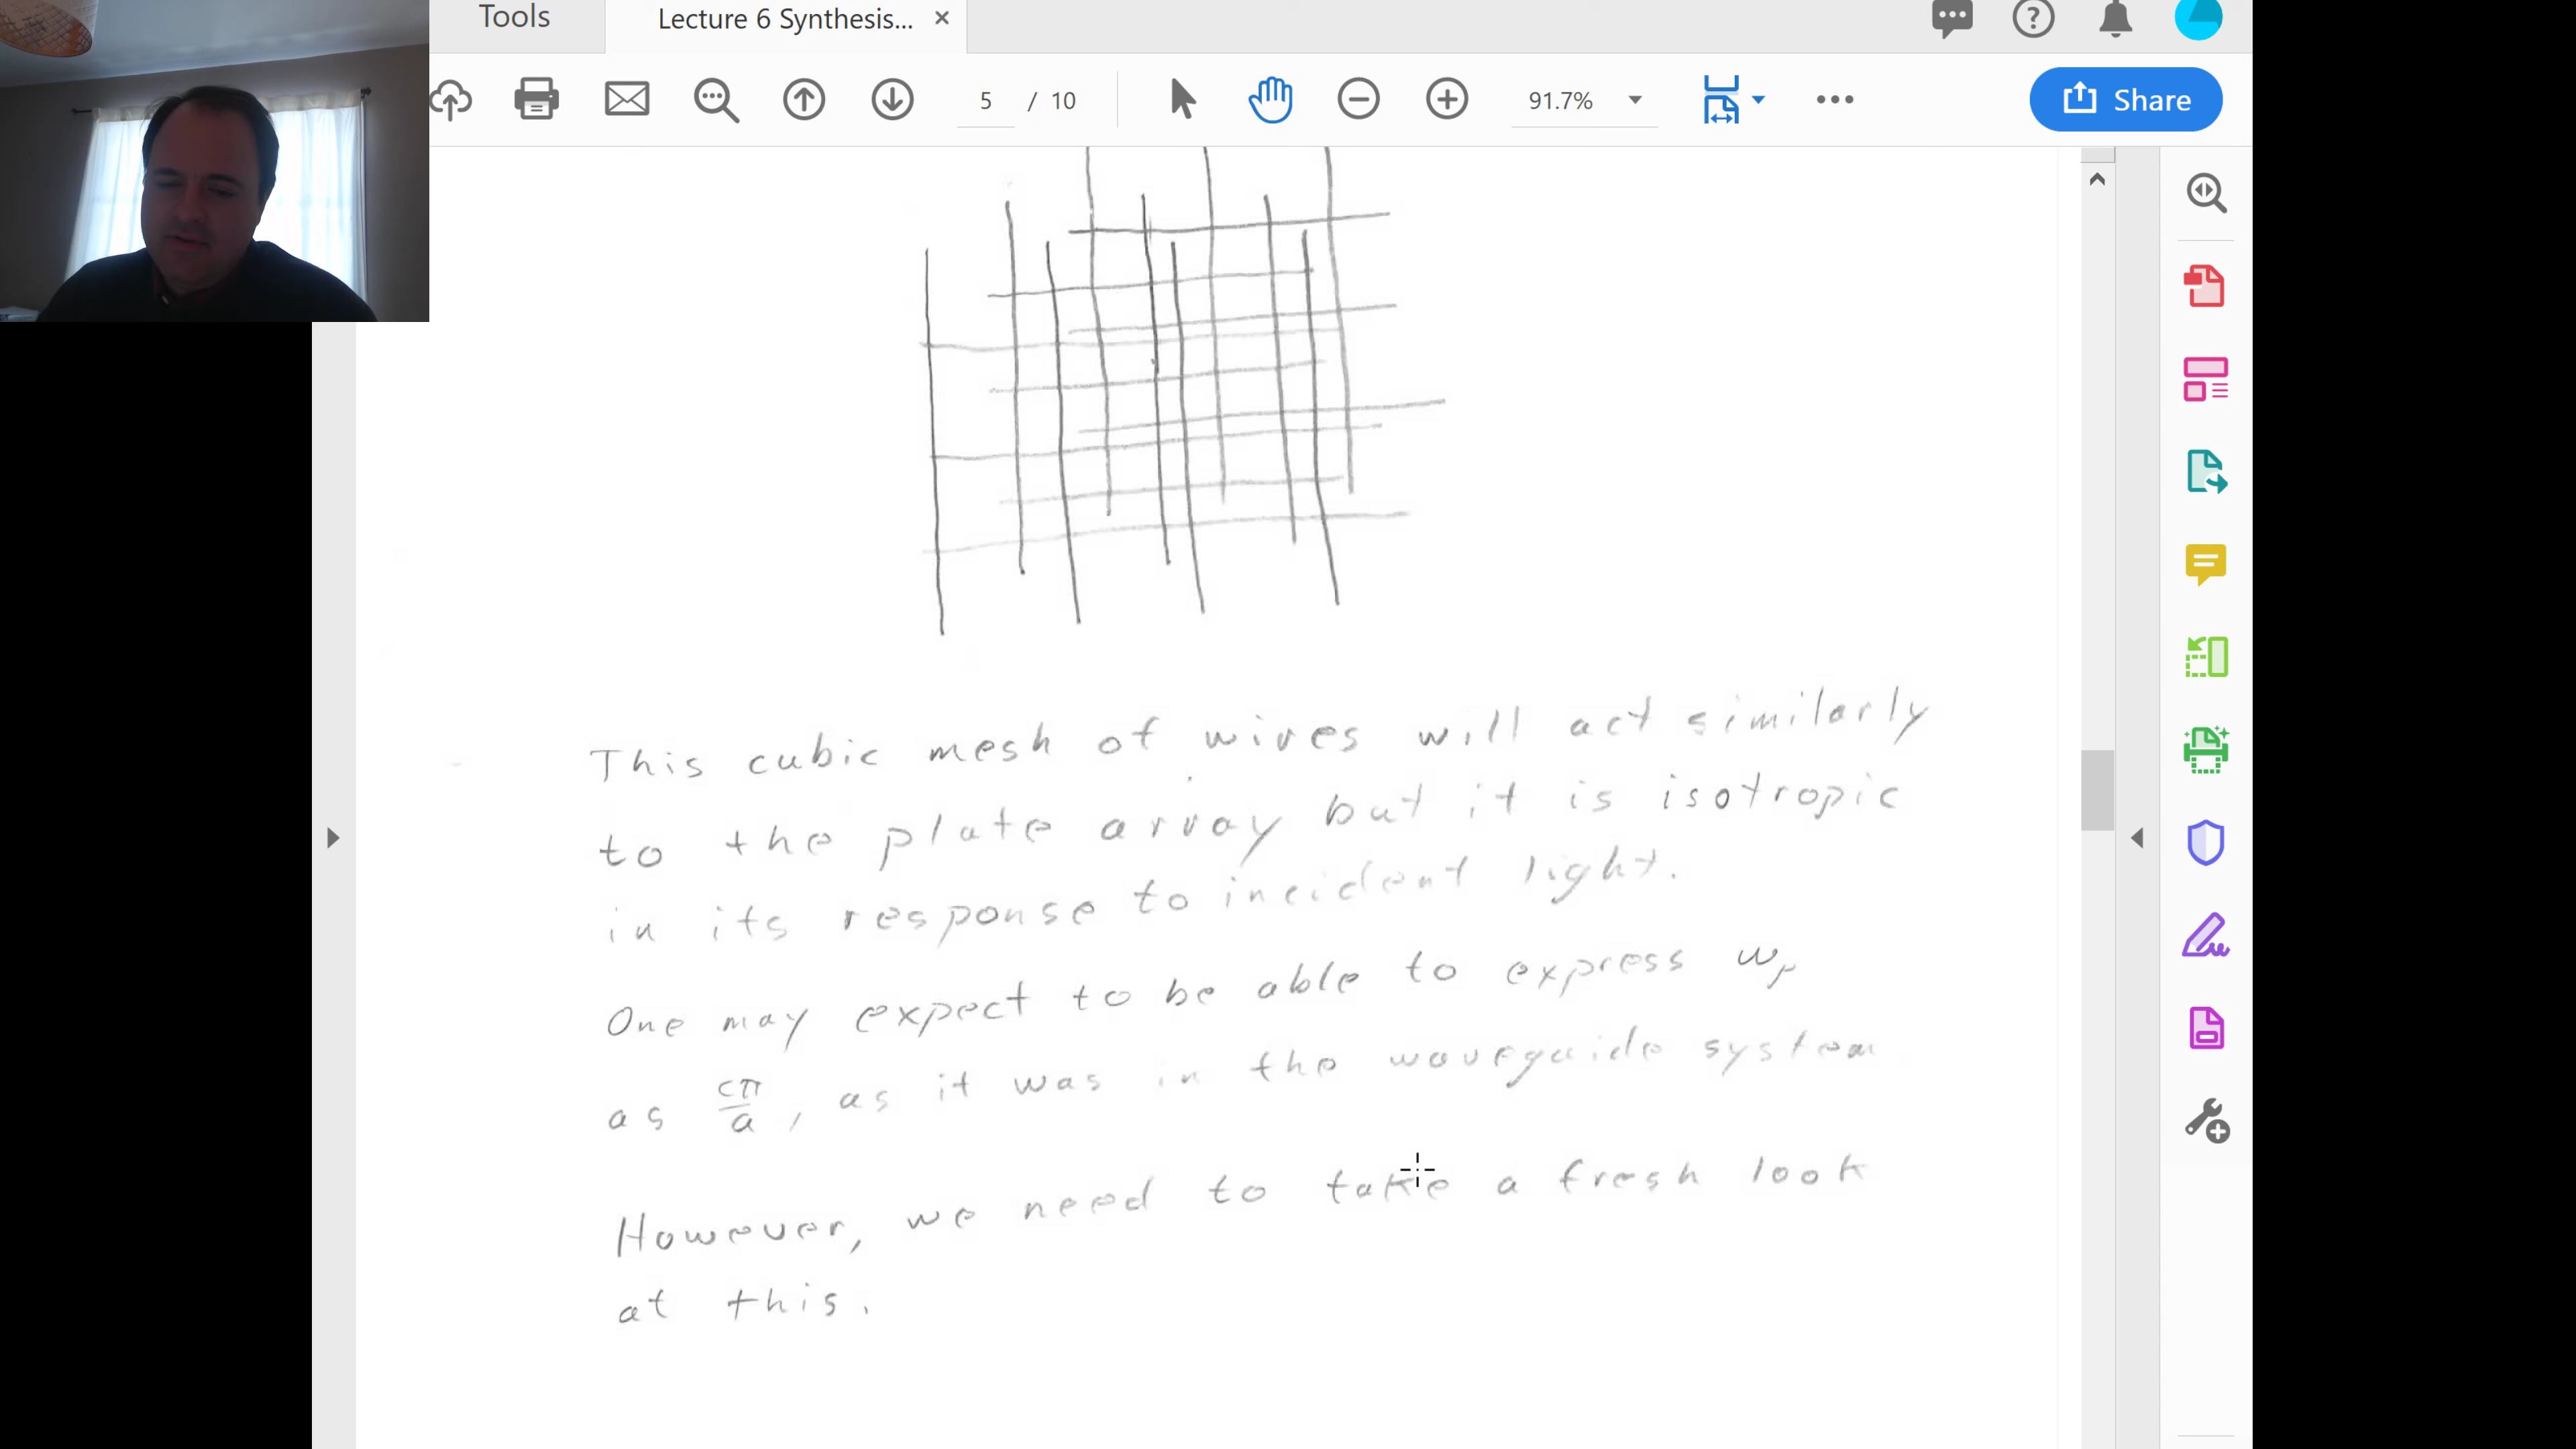 Tools
Lecture 6 Synthesis... ×
5 / 10
91.7%
Share
This cubic mesh of wires will act similarly
to the plate array but it is isotropic
in its response to incident light.
One may expect to be able to express ωp
as cπ/a, as it was in the waveguide system
However, we need to take a fresh look
at this.